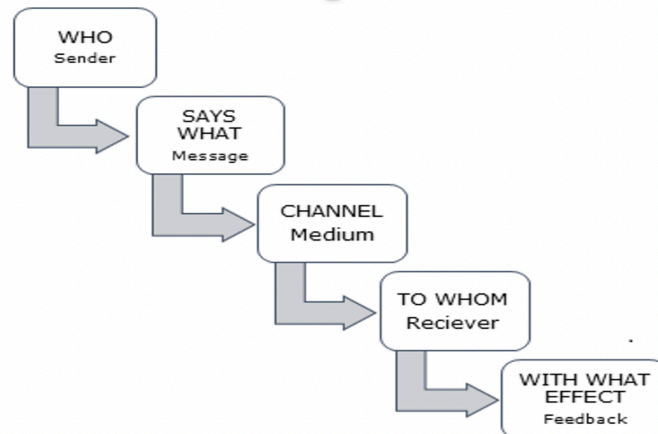 WHO
Sender
SAYS
WHAT
Message
CHANNEL
Medium
TO WHOM
Reciever
WITH WHAT
EFFECT
Feedback